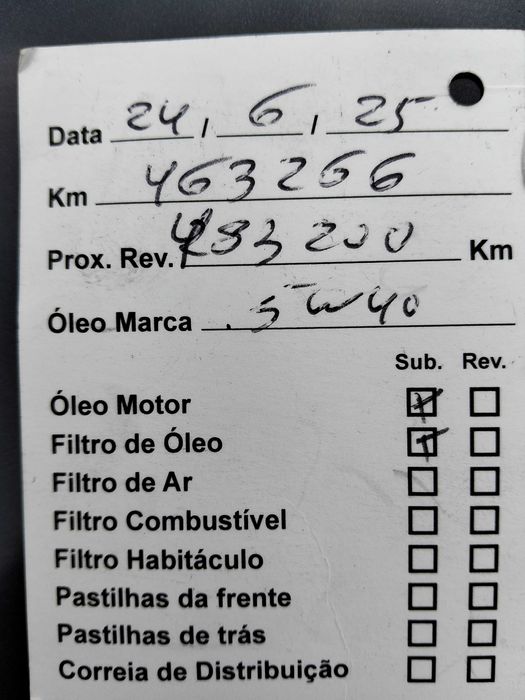 Data 24, 6, 25
Km 463266
Prox. Rev. 483200 Km
Óleo Marca 5W40
Sub. Rev.
Óleo Motor
Filtro de Óleo
Filtro de Ar
Filtro Combustível
Filtro Habitáculo
Pastilhas da frente
Pastilhas de trás
Correia de Distribuição